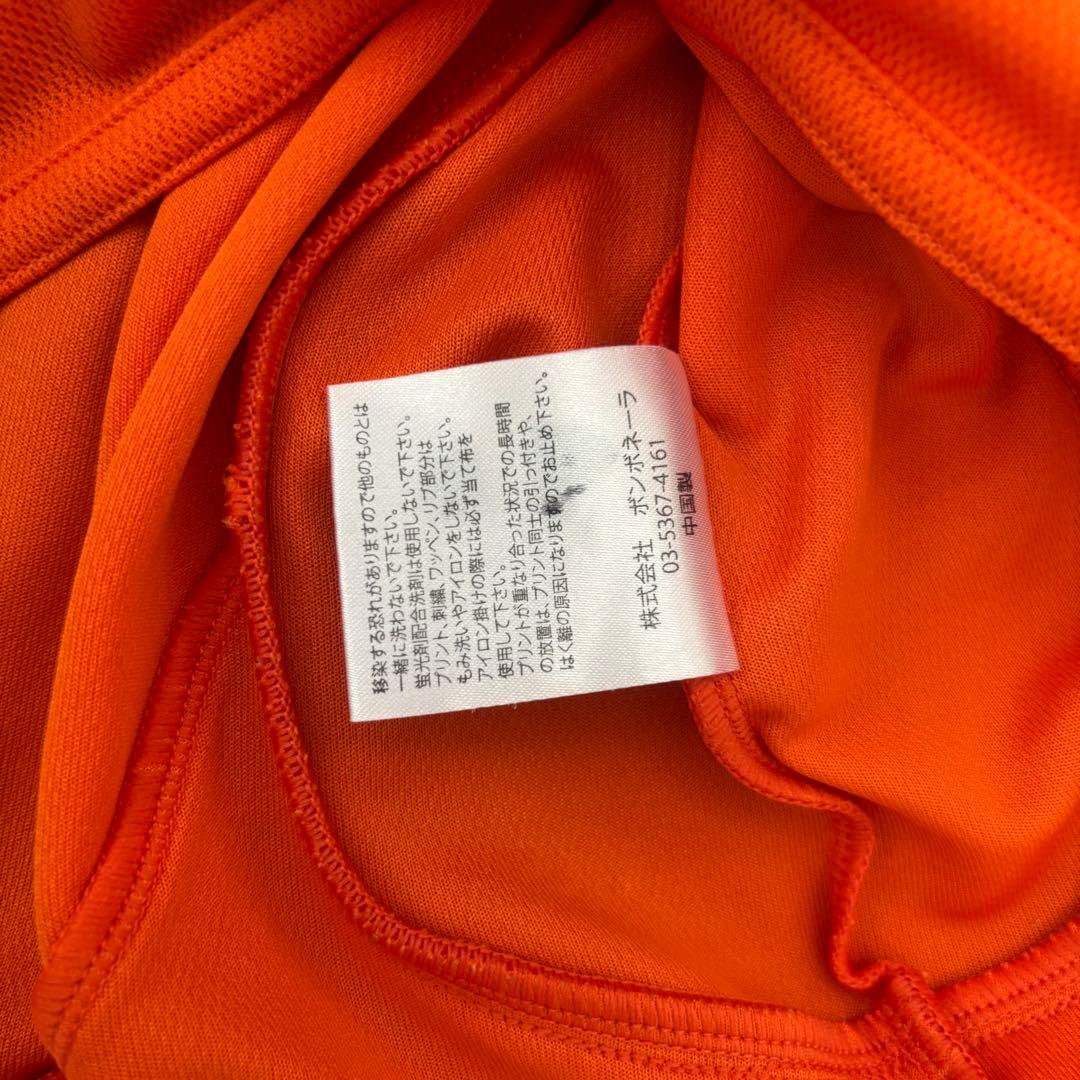 移染する恐れがありますので他のものとは
一緒に洗わないで下さい。
蛍光剤配合洗剤は使用しないで下さい。
プリント、刺繍、ワッペン、リブ部分は
もみ洗いやアイロンをしないで下さい。
アイロン掛けの際には必ず当て布を
使用して下さい。
プリントが重なり合った状況での長時間
の放置は、プリント同士の引っ付きや、
はく離の原因になりますのでお止め下さい。
株式会社 ボンボネーラ
03-5367-4161
中国製